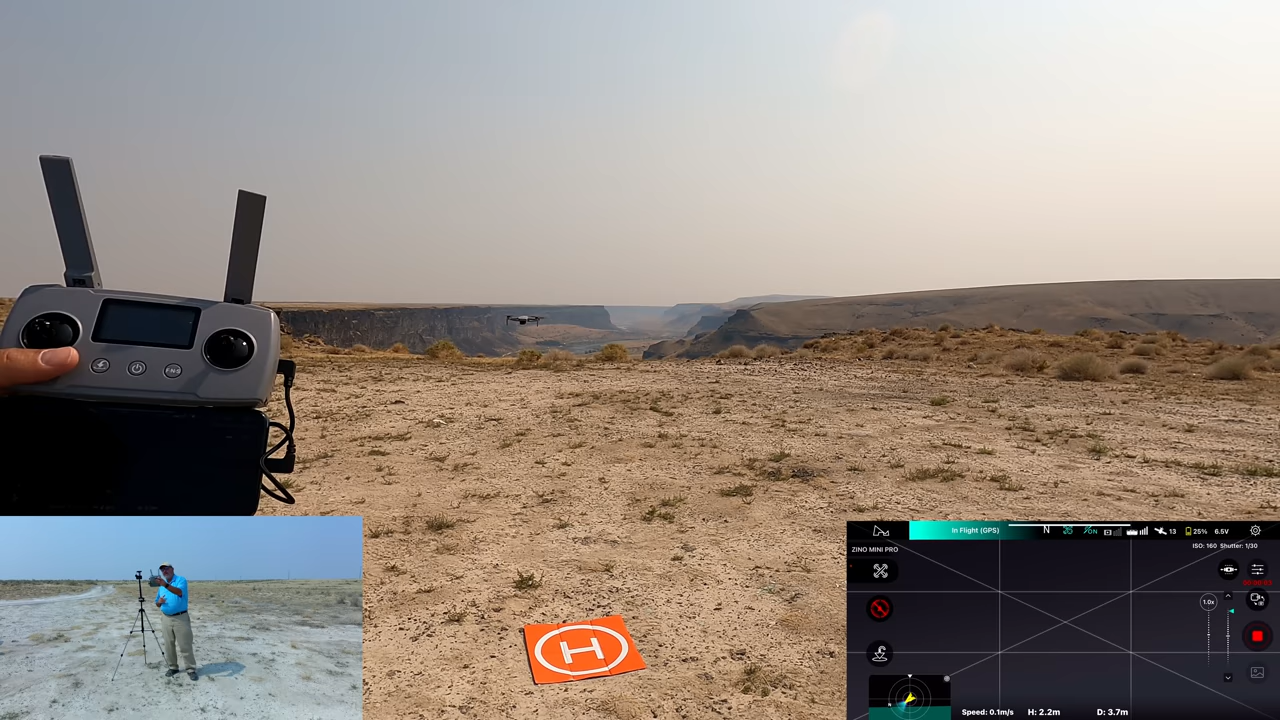 FN/S
H
In Flight (GPS)
N
ON
13
25%
6.5V
ZINO MINI PRO
ISO: 160 Shutter: 1/30
1.0x
Speed: 0.1m/s H: 2.2m D: 3.7m